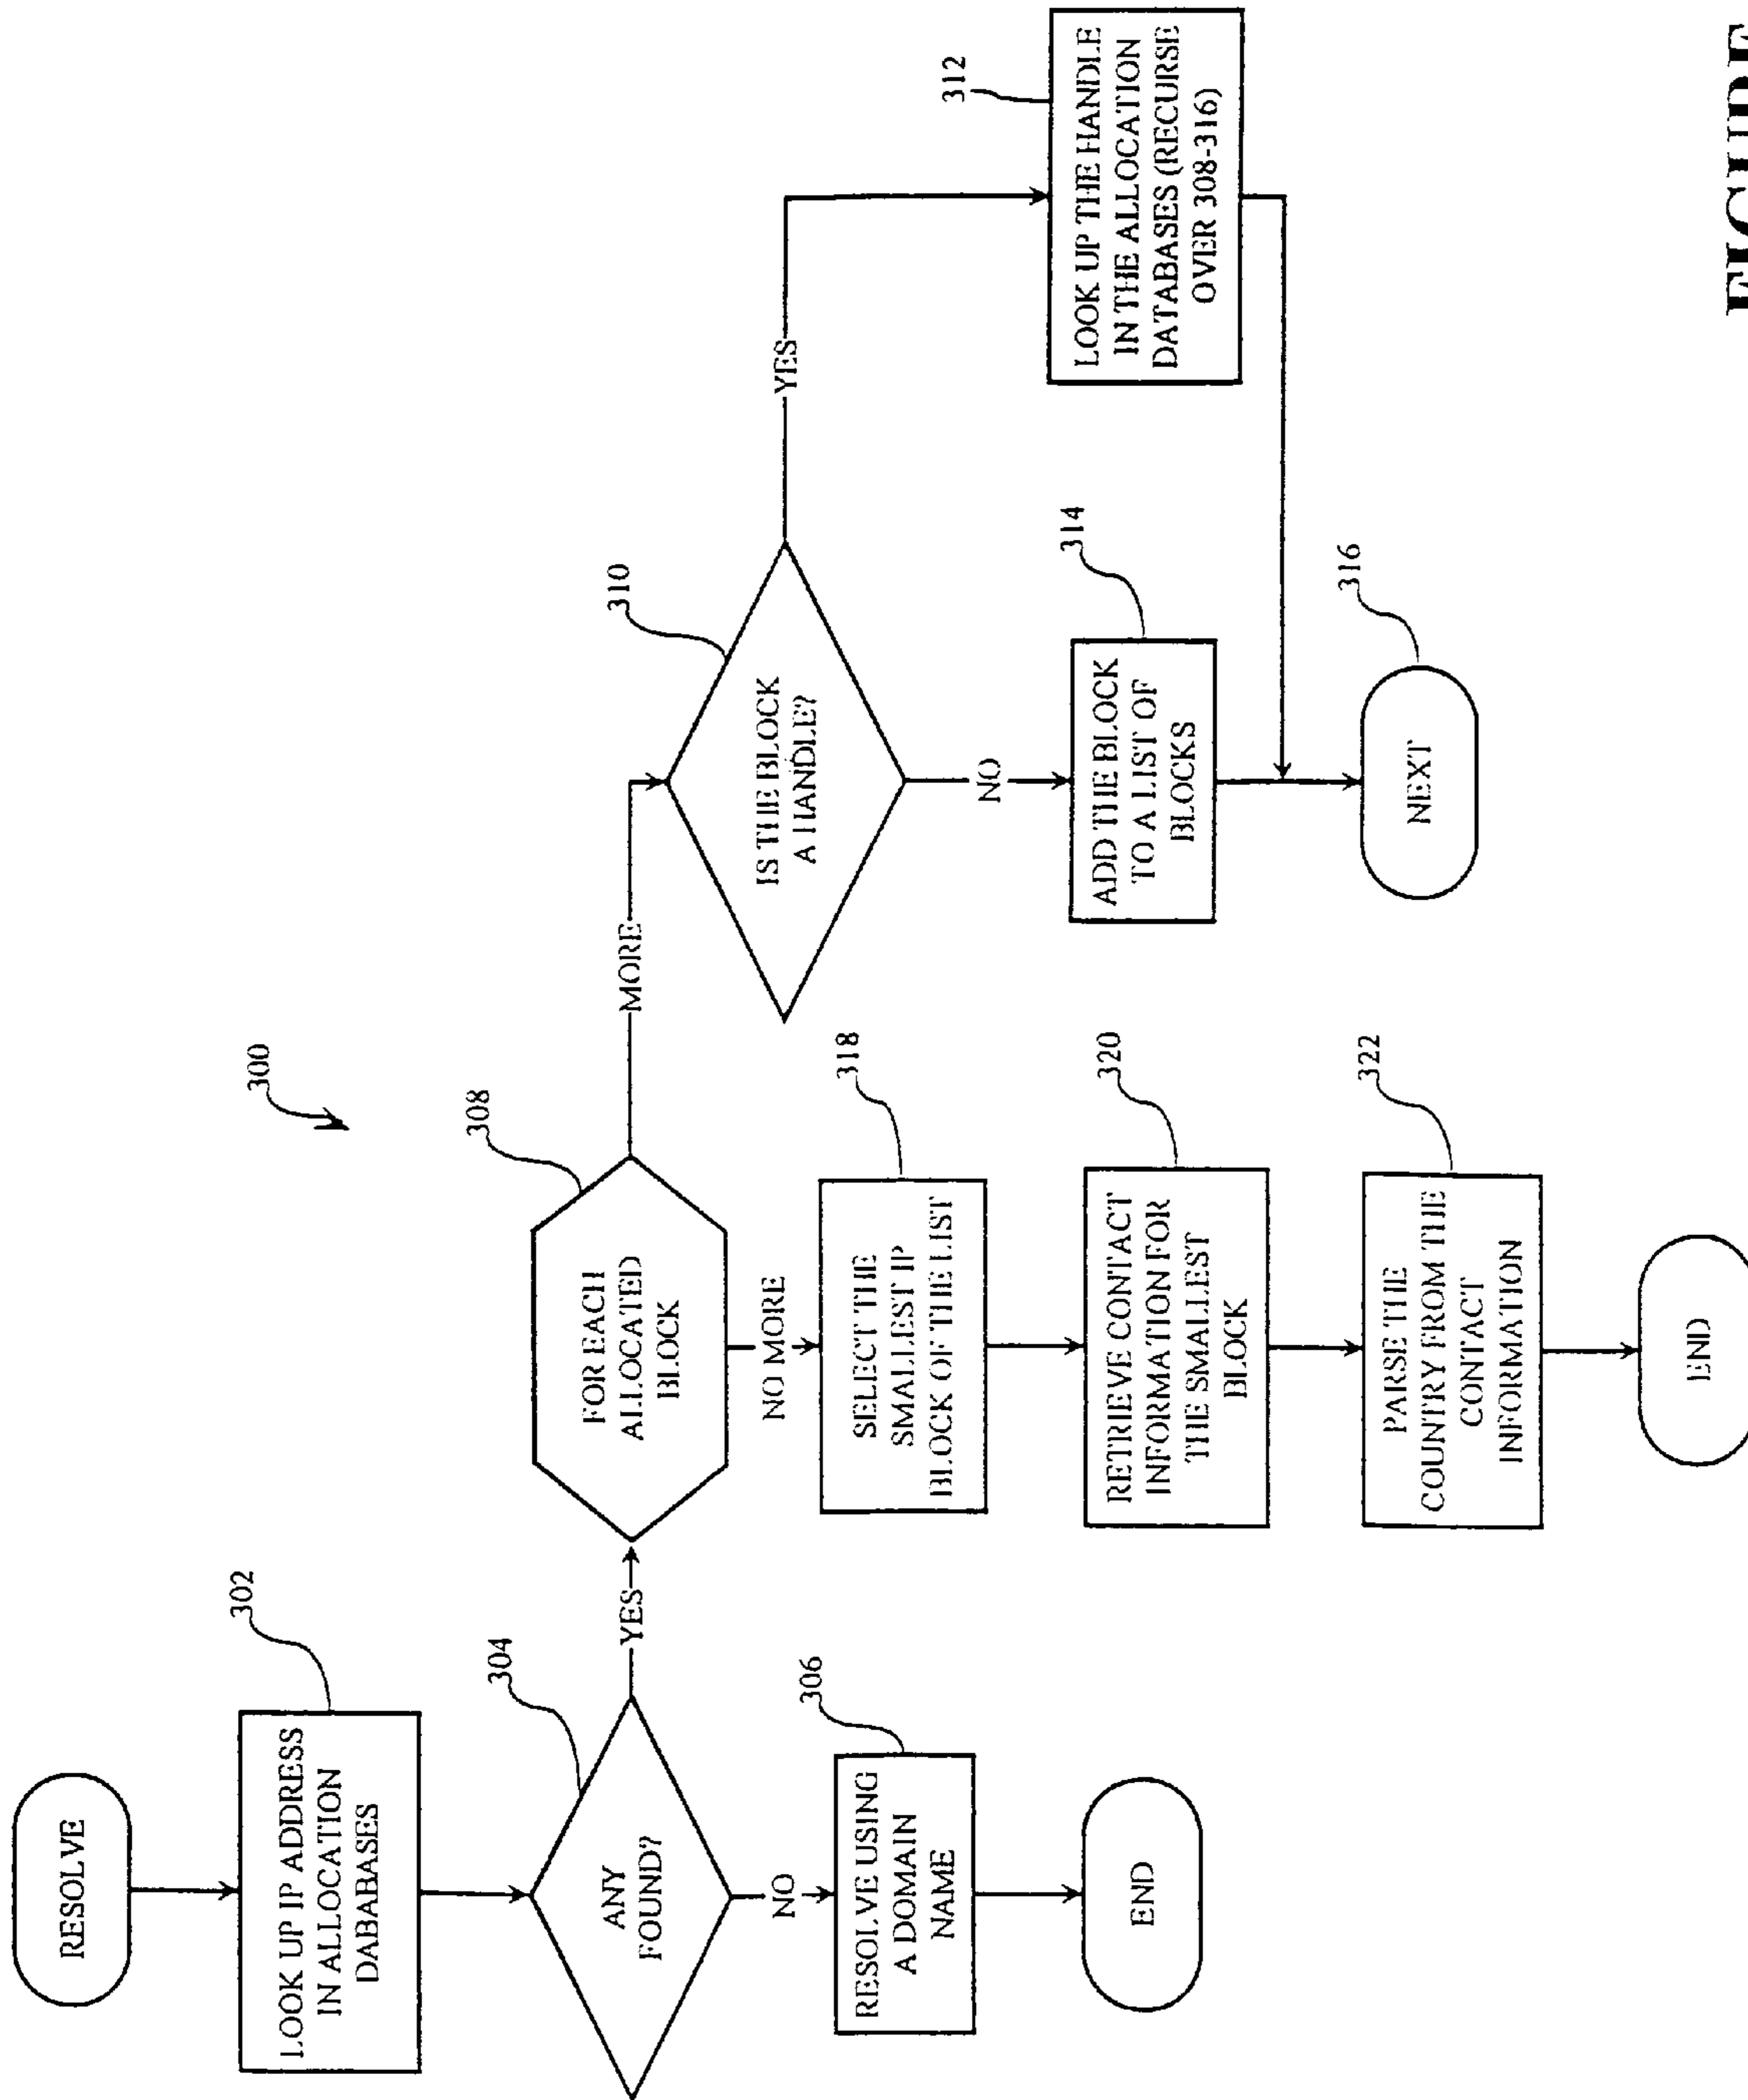 300
RESOLVE
302
LOOK UP IP ADDRESS
IN ALLOCATION
DABABASES
304
ANY
FOUND?
NO
306
RESOLVE USING
A DOMAIN
NAME
END
YES
308
FOR EACH
ALLOCATED
BLOCK
NO MORE
318
SELECT THE
SMALLEST IP
BLOCK OF THE LIST
320
RETRIEVE CONTACT
INFORMATION FOR
THE SMALLEST
BLOCK
322
PARSE THE
COUNTRY FROM THE
CONTACT
INFORMATION
END
MORE
310
IS THE BLOCK
A HANDLE?
NO
314
ADD THE BLOCK
TO A LIST OF
BLOCKS
316
NEXT
YES
312
LOOK UP THE HANDLE
IN THE ALLOCATION
DATABASES (RECURSE
OVER 308-316)
FIGURE